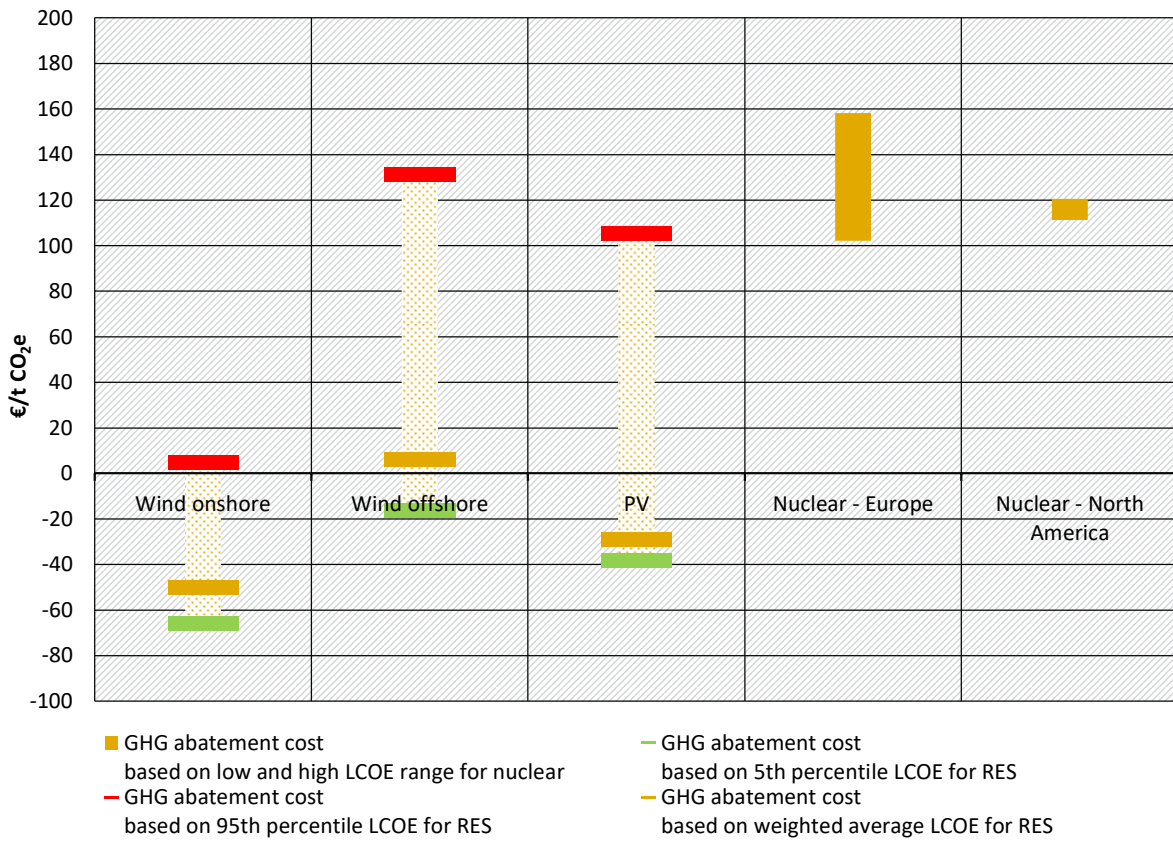 200
180
160
140
120
100
80
60
40
20
0
-20
-40
-60
-80
-100
€/t CO₂e
Wind onshore
Wind offshore
PV
Nuclear - Europe
Nuclear - North
America
GHG abatement cost
based on low and high LCOE range for nuclear
GHG abatement cost
based on 5th percentile LCOE for RES
GHG abatement cost
based on 95th percentile LCOE for RES
GHG abatement cost
based on weighted average LCOE for RES